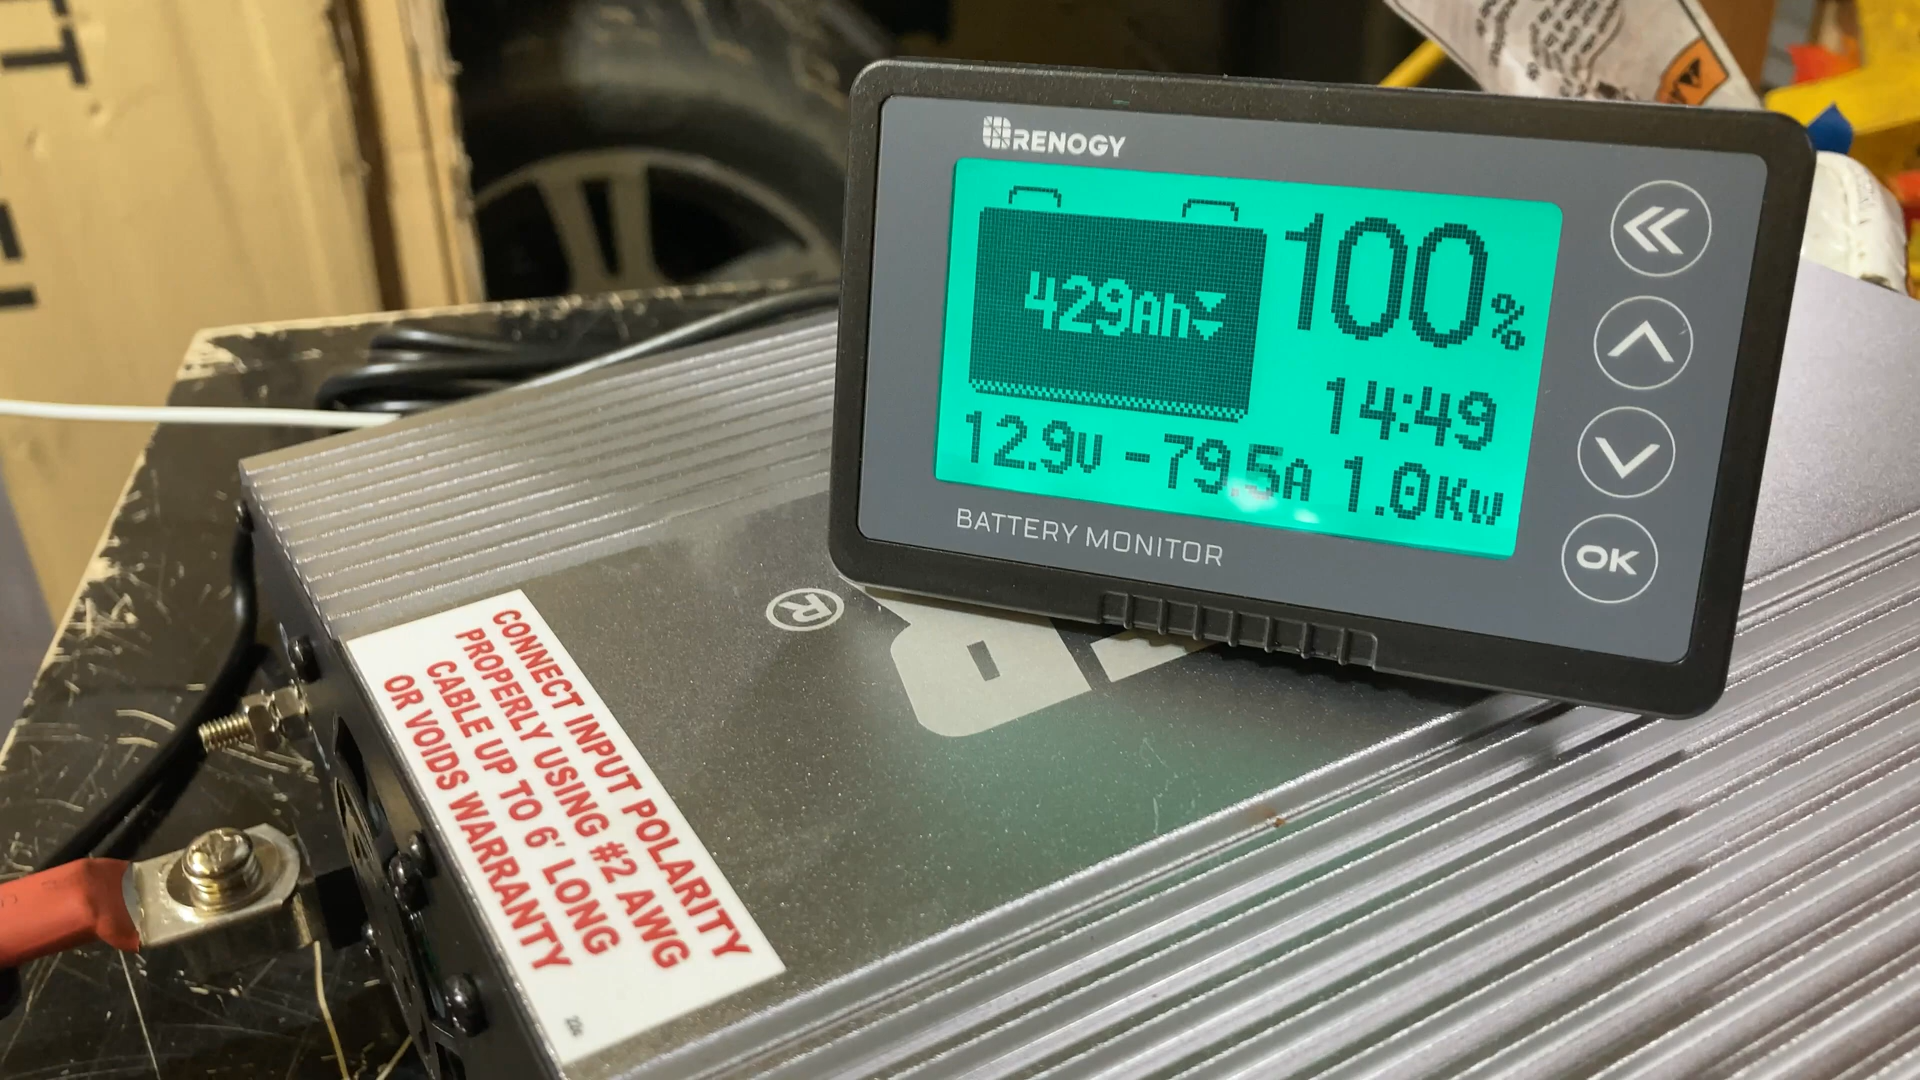 RENOGY
429Ah
100%
14:49
12.9V -79.5A 1.0Kw
BATTERY MONITOR
OK
®
CONNECT INPUT POLARITY
PROPERLY USING #2 AWG
CABLE UP TO 6' LONG
OR VOIDS WARRANTY